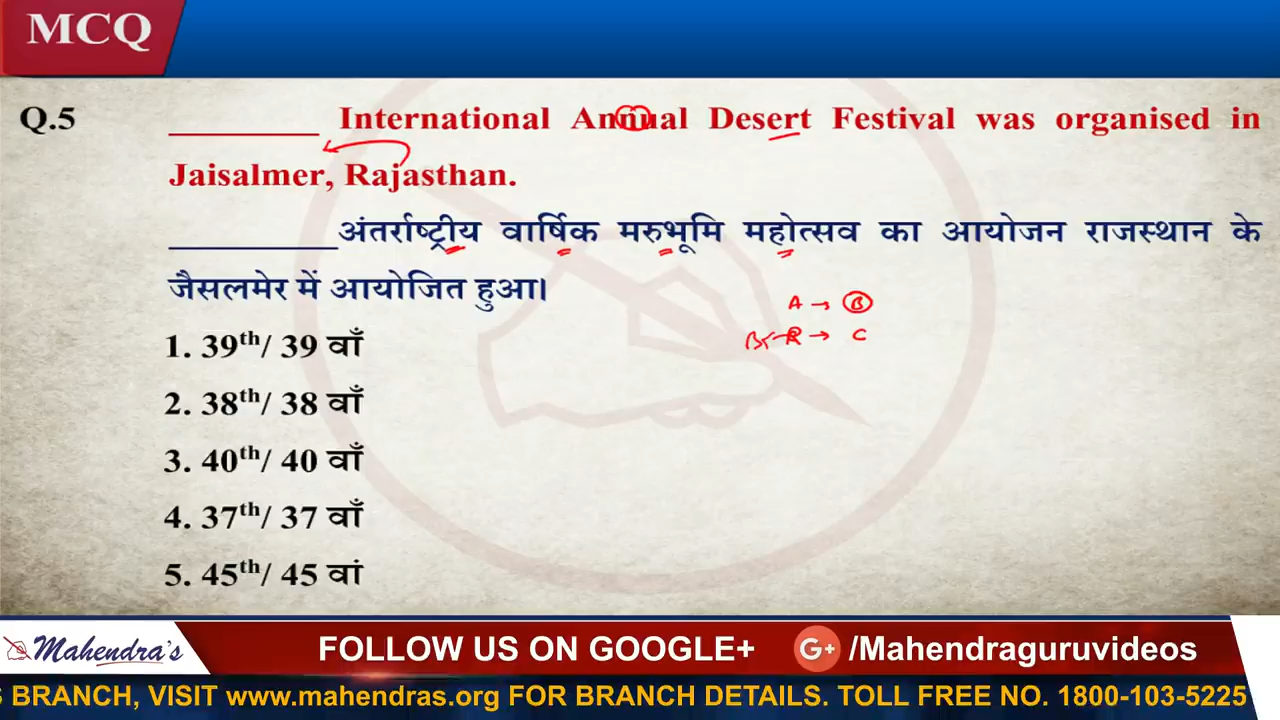 MCQ
Q.5 ________ International Annual Desert Festival was organised in
Jaisalmer, Rajasthan.
________अंतर्राष्ट्रीय वार्षिक मरुभूमि महोत्सव का आयोजन राजस्थान के
जैसलमेर में आयोजित हुआ।
A → B
R → C
1. 39th/ 39 वाँ
2. 38th/ 38 वाँ
3. 40th/ 40 वाँ
4. 37th/ 37 वाँ
5. 45th/ 45 वां
Mahendra's
FOLLOW US ON GOOGLE+
G+ /Mahendraguruvideos
BRANCH, VISIT www.mahendras.org FOR BRANCH DETAILS. TOLL FREE NO. 1800-103-5225